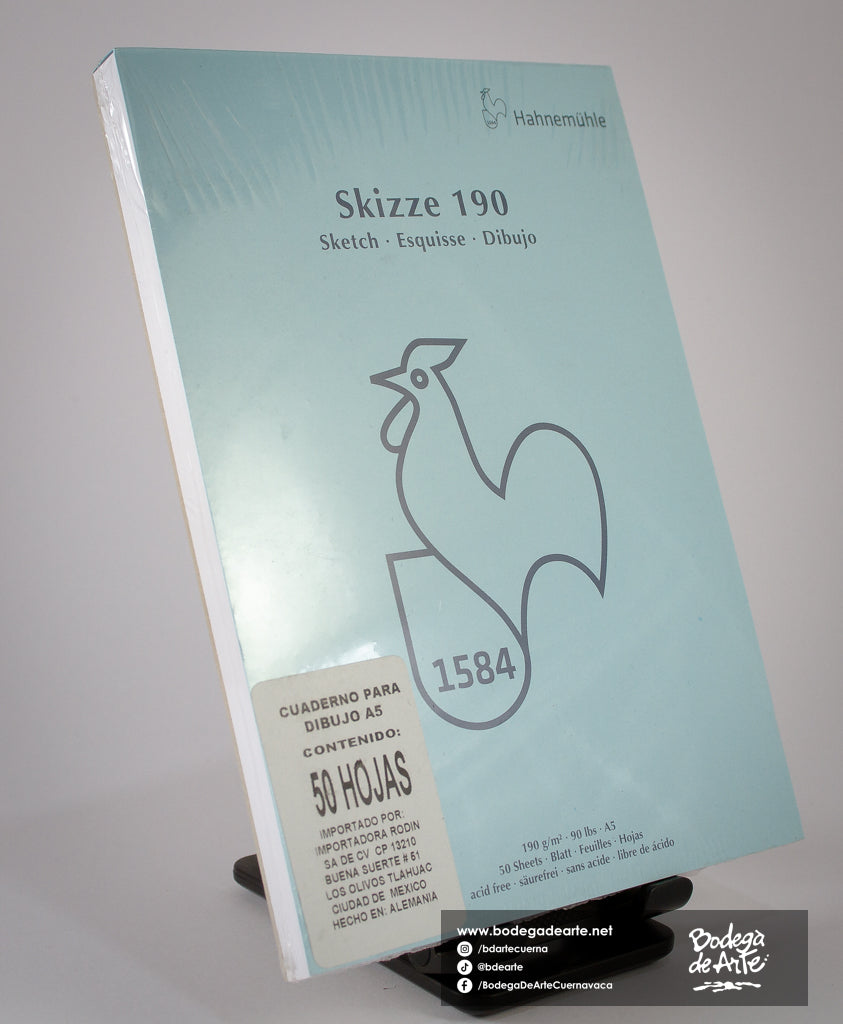 Hahnemühle
1584
Skizze 190
Sketch · Esquisse · Dibujo
1584
CUADERNO PARA
DIBUJO A5
CONTENIDO:
50 HOJAS
IMPORTADO POR:
IMPORTADORA RODIN
SA DE CV CP 13210
BUENA SUERTE # 51
LOS OLIVOS TLAHUAC
CIUDAD DE MEXICO
HECHO EN: ALEMANIA
190 g/m² · 90 lbs · A5
50 Sheets · Blatt · Feuilles · Hojas
acid free · säurefrei · sans acide · libre de ácido
www.bodegadearte.net
/bdartecuerna
@bdearte
/BodegaDeArteCuernavaca
Bodega
de Arte